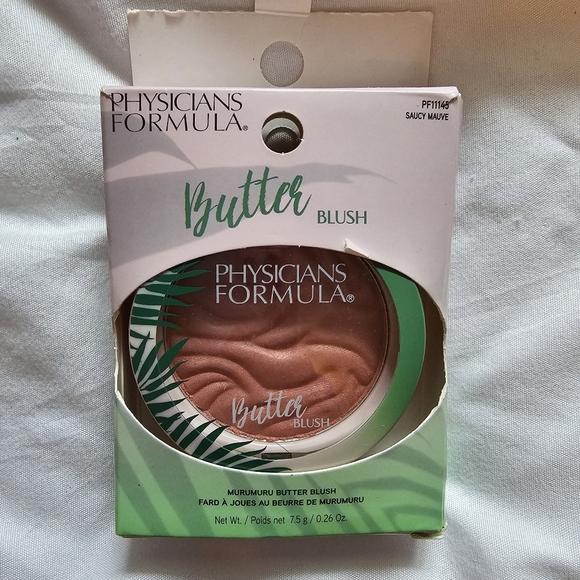 PHYSICIANS
FORMULA®
PF11145
SAUCY MAUVE
Butter BLUSH
PHYSICIANS
FORMULA®
Butter
BLUSH
MURUMURU BUTTER BLUSH
FARD À JOUES AU BEURRE DE MURUMURU
Net Wt. / Poids net 7.5 g / 0.26 Oz.